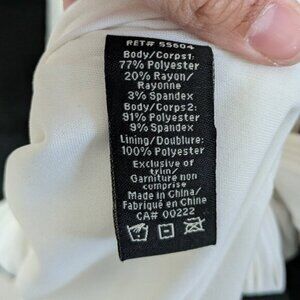 RET# 55604
Body/Corps1:
77% Polyester
20% Rayon/
Rayonne
3% Spandex
Body/Corps2:
91% Polyester
9% Spandex
Lining/Doublure:
100% Polyester
Exclusive of
trim/
Garniture non
comprise
Made in China/
Fabriqué en Chine
CA# 00222